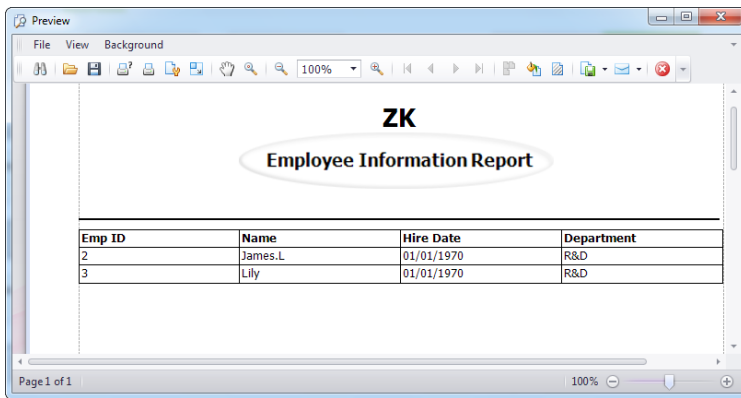 Preview
File View Background
100%
ZK
Employee Information Report
Emp ID Name Hire Date Department
2 James.L 01/01/1970 R&D
3 Lily 01/01/1970 R&D
Page 1 of 1 100%